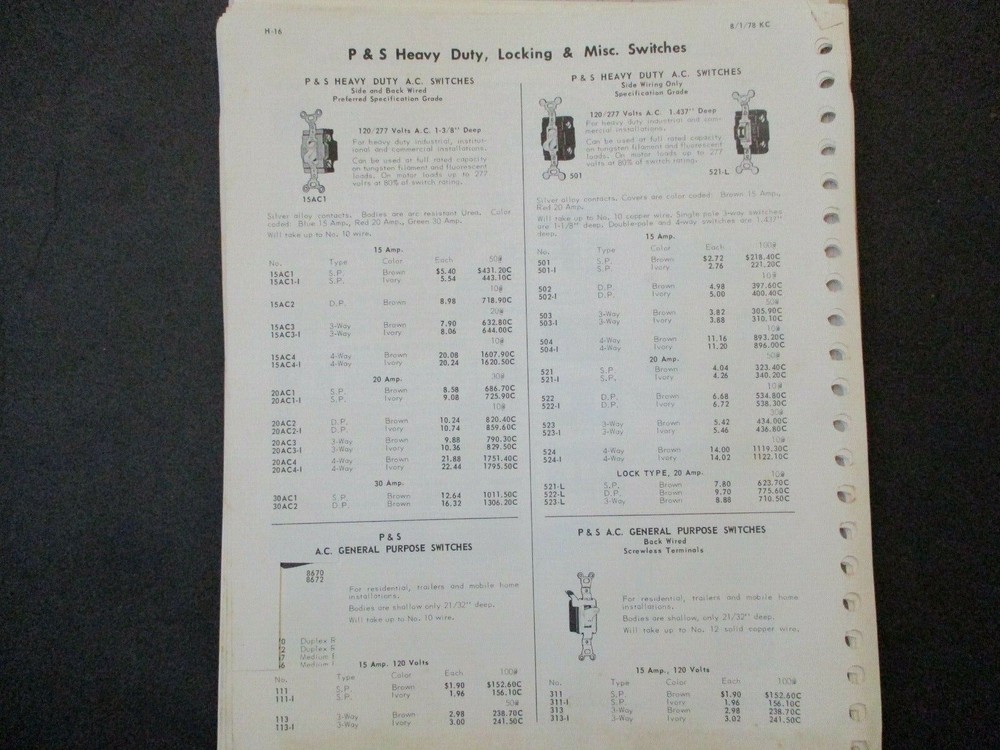 M-16
8/1/78 KC
P & S Heavy Duty, Locking & Misc. Switches
P & S HEAVY DUTY A.C. SWITCHES
Side and Back Wired
Preferred Specification Grade
120/277 Volts A.C. 1-3/8" Deep
For heavy duty industrial, institutional and commercial installations.
Can be used at full rated capacity
on tungsten filament and fluorescent
loads. On motor loads up to 277
volts at 80% of switch rating.
15AC1
Silver alloy contacts. Bodies are arc resistant Urea. Color
coded: Blue 15 Amp., Red 20 Amp., Green 30 Amp.
Will take up to No. 10 wire.
15 Amp.
No. Type Color Each 50#
15AC1 S.P. Brown $5.40 $431.20C
15AC1-I S.P. Ivory 5.54 443.10C
10#
15AC2 D.P. Brown 8.98 718.90C
20#
15AC3 3-Way Brown 7.90 632.80C
15AC3-I 3-Way Ivory 8.06 644.00C
10#
15AC4 4-Way Brown 20.08 1607.90C
15AC4-I 4-Way Ivory 20.24 1620.50C
20 Amp.
30#
20AC1 S.P. Brown 8.58 686.70C
20AC1-I S.P. Ivory 9.08 725.90C
10#
20AC2 D.P. Brown 10.24 820.40C
20AC2-I D.P. Ivory 10.74 859.60C
20AC3 3-Way Brown 9.88 790.30C
20AC3-I 3-Way Ivory 10.36 829.50C
20AC4 4-Way Brown 21.88 1751.40C
20AC4-I 4-Way Ivory 22.44 1795.50C
30 Amp.
30AC1 S.P. Brown 12.64 1011.50C
30AC2 D.P. Brown 16.32 1306.20C
P & S
A.C. GENERAL PURPOSE SWITCHES
8670
8672
For residential, trailers and mobile home
installations.
Bodies are shallow only 21/32" deep.
Will take up to No. 10 wire.
0 Duplex R
2 Duplex R
7 Medium
6 Medium
15 Amp. 120 Volts
No. Type Color Each 100#
111 S.P. Brown $1.90 $152.60C
111-I S.P. Ivory 1.96 156.10C
50#
113 3-Way Brown 2.98 238.70C
113-I 3-Way Ivory 3.00 241.50C
P & S HEAVY DUTY A.C. SWITCHES
Side Wiring Only
Specification Grade
120/277 Volts A.C. 1.437" Deep
For heavy duty industrial and commercial installations.
Can be used at full rated capacity
on tungsten filament and fluorescent
loads. On motor loads up to 277
volts at 80% of switch rating.
501
521-L
Silver alloy contacts. Covers are color coded: Brown 15 Amp.,
Red 20 Amp.
Will take up to No. 10 copper wire. Single pole 3-way switches
are 1-1/8" deep. Double-pole and 4-way switches are 1.437"
deep.
15 Amp.
No. Type Color Each 100#
501 S.P. Brown $2.72 $218.40C
501-I S.P. Ivory 2.76 221.20C
10#
502 D.P. Brown 4.98 397.60C
502-I D.P. Ivory 5.00 400.40C
50#
503 3-Way Brown 3.82 305.90C
503-I 3-Way Ivory 3.88 310.10C
10#
504 4-Way Brown 11.16 893.20C
504-I 4-Way Ivory 11.20 896.00C
20 Amp.
50#
521 S.P. Brown 4.04 323.40C
521-I S.P. Ivory 4.26 340.20C
10#
522 D.P. Brown 6.68 534.80C
522-I D.P. Ivory 6.72 538.30C
50#
523 3-Way Brown 5.42 434.00C
523-I 3-Way Ivory 5.46 436.80C
10#
524 4-Way Brown 14.00 1119.30C
524-I 4-Way Ivory 14.02 1122.10C
LOCK TYPE, 20 Amp.
10#
521-L S.P. Brown 7.80 623.70C
522-L D.P. Brown 9.70 775.60C
523-L 3-Way Brown 8.88 710.50C
P & S A.C. GENERAL PURPOSE SWITCHES
Back Wired
Screwless Terminals
For residential, trailers and mobile home
installations.
Bodies are shallow, only 21/32" deep.
Will take up to No. 12 solid copper wire.
15 Amp., 120 Volts
No. Type Color Each 100#
311 S.P. Brown $1.90 $152.60C
311-I S.P. Ivory 1.96 156.10C
313 3-Way Brown 2.98 238.70C
313-I 3-Way Ivory 3.02 241.50C